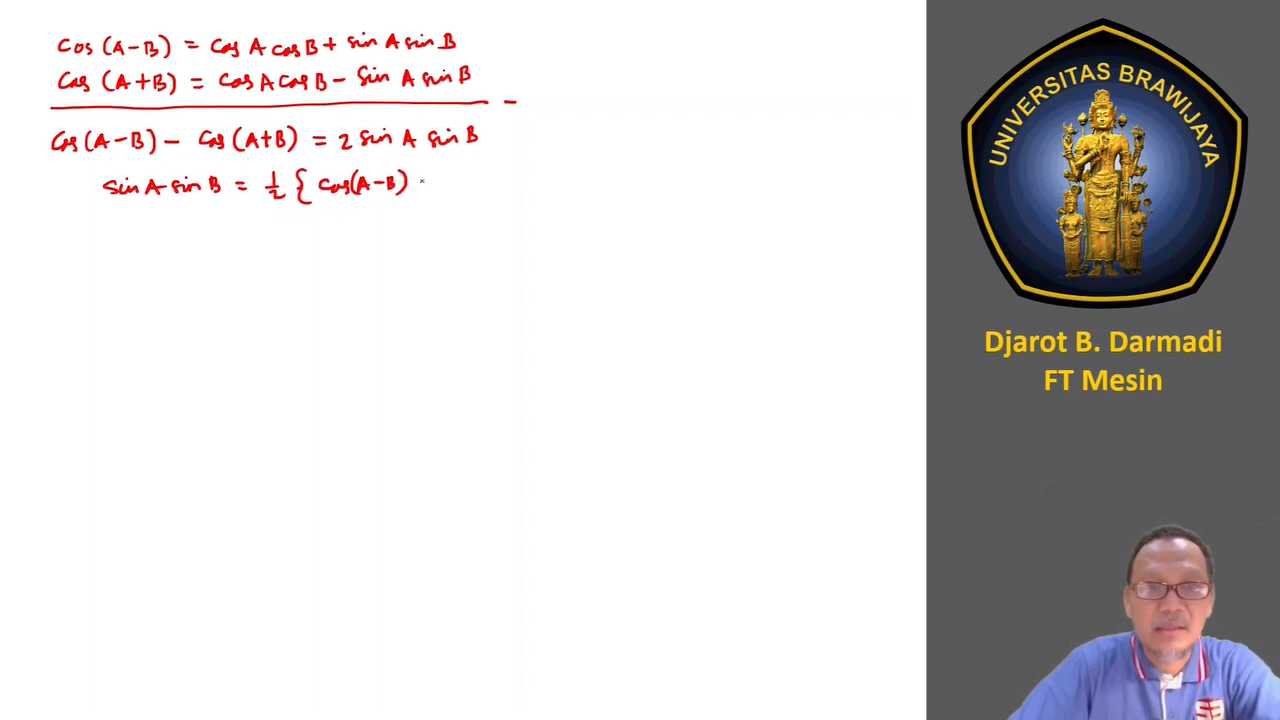 cos (A-B) = cos A cos B + sin A sin B
cos (A+B) = cos A cos B - sin A sin B
-
cos (A-B) - cos (A+B) = 2 sin A sin B
sin A sin B = 1/2 { cos (A-B)
UNIVERSITAS BRAWIJAYA
Djarot B. Darmadi
FT Mesin